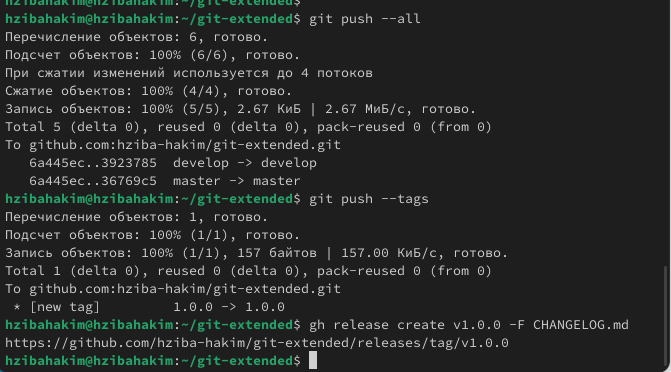 hzibahakim@hzibahakim:~/git-extended$
hzibahakim@hzibahakim:~/git-extended$ git push --all
Перечисление объектов: 6, готово.
Подсчет объектов: 100% (6/6), готово.
При сжатии изменений используется до 4 потоков
Сжатие объектов: 100% (4/4), готово.
Запись объектов: 100% (5/5), 2.67 КиБ | 2.67 МиБ/с, готово.
Total 5 (delta 0), reused 0 (delta 0), pack-reused 0 (from 0)
To github.com:hziba-hakim/git-extended.git
   6a445ec..3923785  develop -> develop
   6a445ec..36769c5  master -> master
hzibahakim@hzibahakim:~/git-extended$ git push --tags
Перечисление объектов: 1, готово.
Подсчет объектов: 100% (1/1), готово.
Запись объектов: 100% (1/1), 157 байтов | 157.00 КиБ/с, готово.
Total 1 (delta 0), reused 0 (delta 0), pack-reused 0 (from 0)
To github.com:hziba-hakim/git-extended.git
 * [new tag]         1.0.0 -> 1.0.0
hzibahakim@hzibahakim:~/git-extended$ gh release create v1.0.0 -F CHANGELOG.md
https://github.com/hziba-hakim/git-extended/releases/tag/v1.0.0
hzibahakim@hzibahakim:~/git-extended$